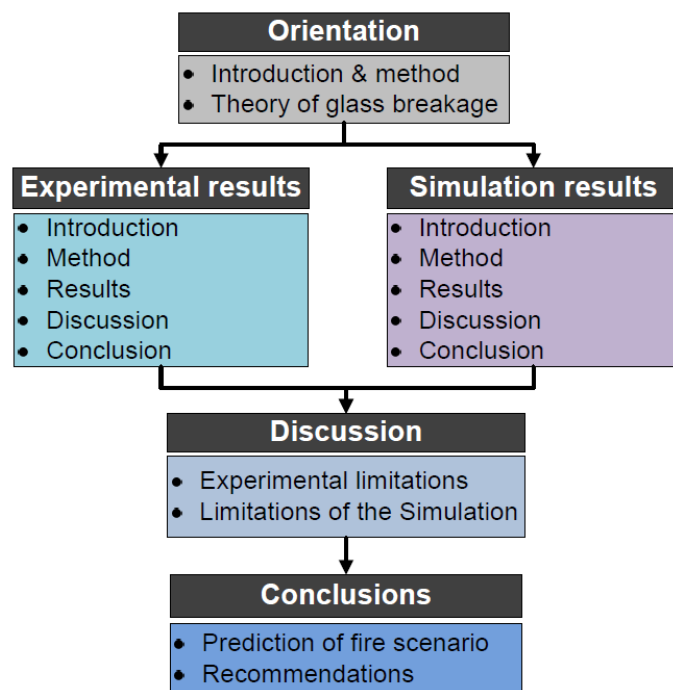 Orientation
• Introduction & method
• Theory of glass breakage
Experimental results
• Introduction
• Method
• Results
• Discussion
• Conclusion
Simulation results
• Introduction
• Method
• Results
• Discussion
• Conclusion
Discussion
• Experimental limitations
• Limitations of the Simulation
Conclusions
• Prediction of fire scenario
• Recommendations